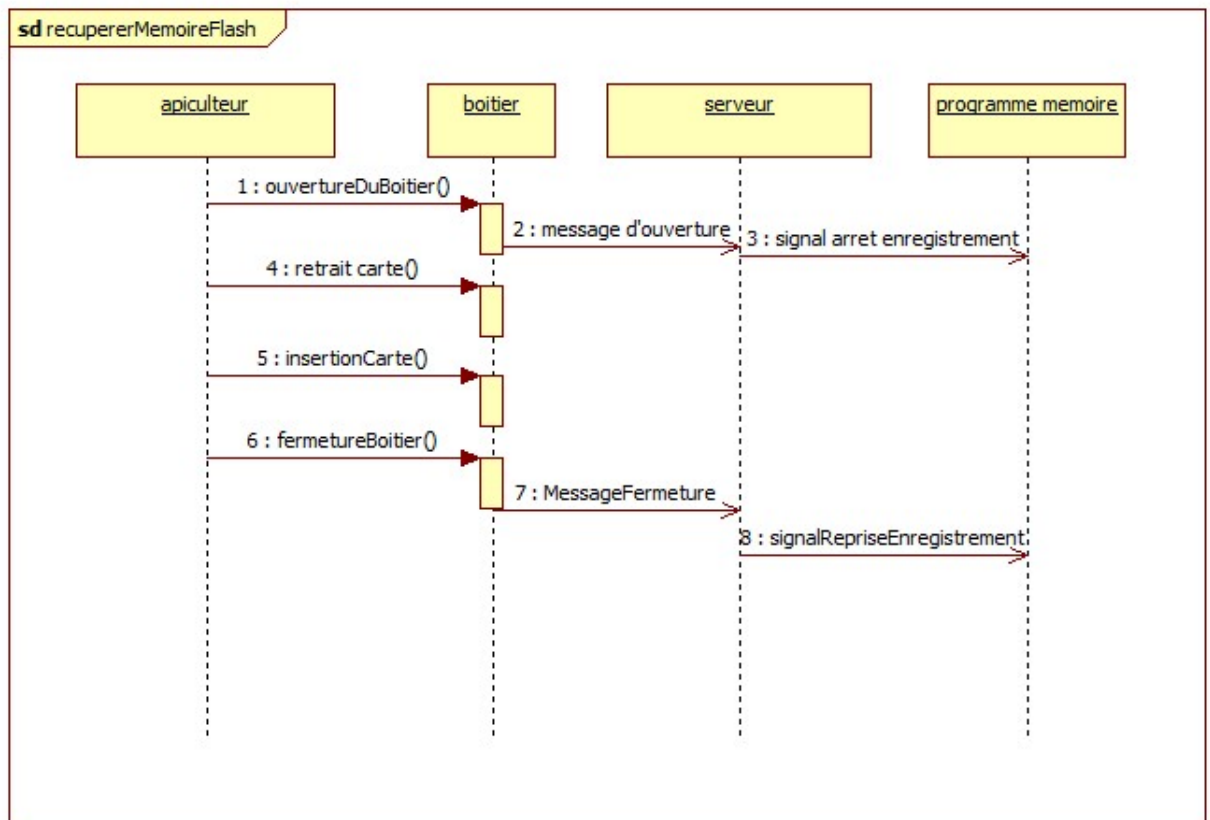 sd recupererMemoireFlash
apiculteur
boitier
serveur
programme memoire
1 : ouvertureDuBoitier()
2 : message d'ouverture
3 : signal arret enregistrement
4 : retrait carte()
5 : insertionCarte()
6 : fermetureBoitier()
7 : MessageFermeture
8 : signalRepriseEnregistrement